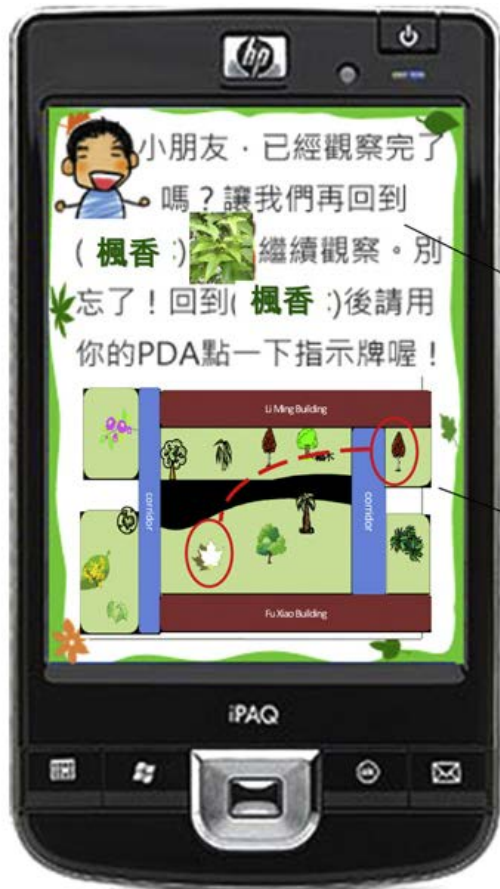 hp
小朋友，已經觀察完了
嗎？讓我們再回到
(楓香:) 繼續觀察。別
忘了！回到(楓香:)後請用
你的PDA點一下指示牌喔！
Li Ming Building
corridor
corridor
Fu Xiao Building
iPAQ
ok